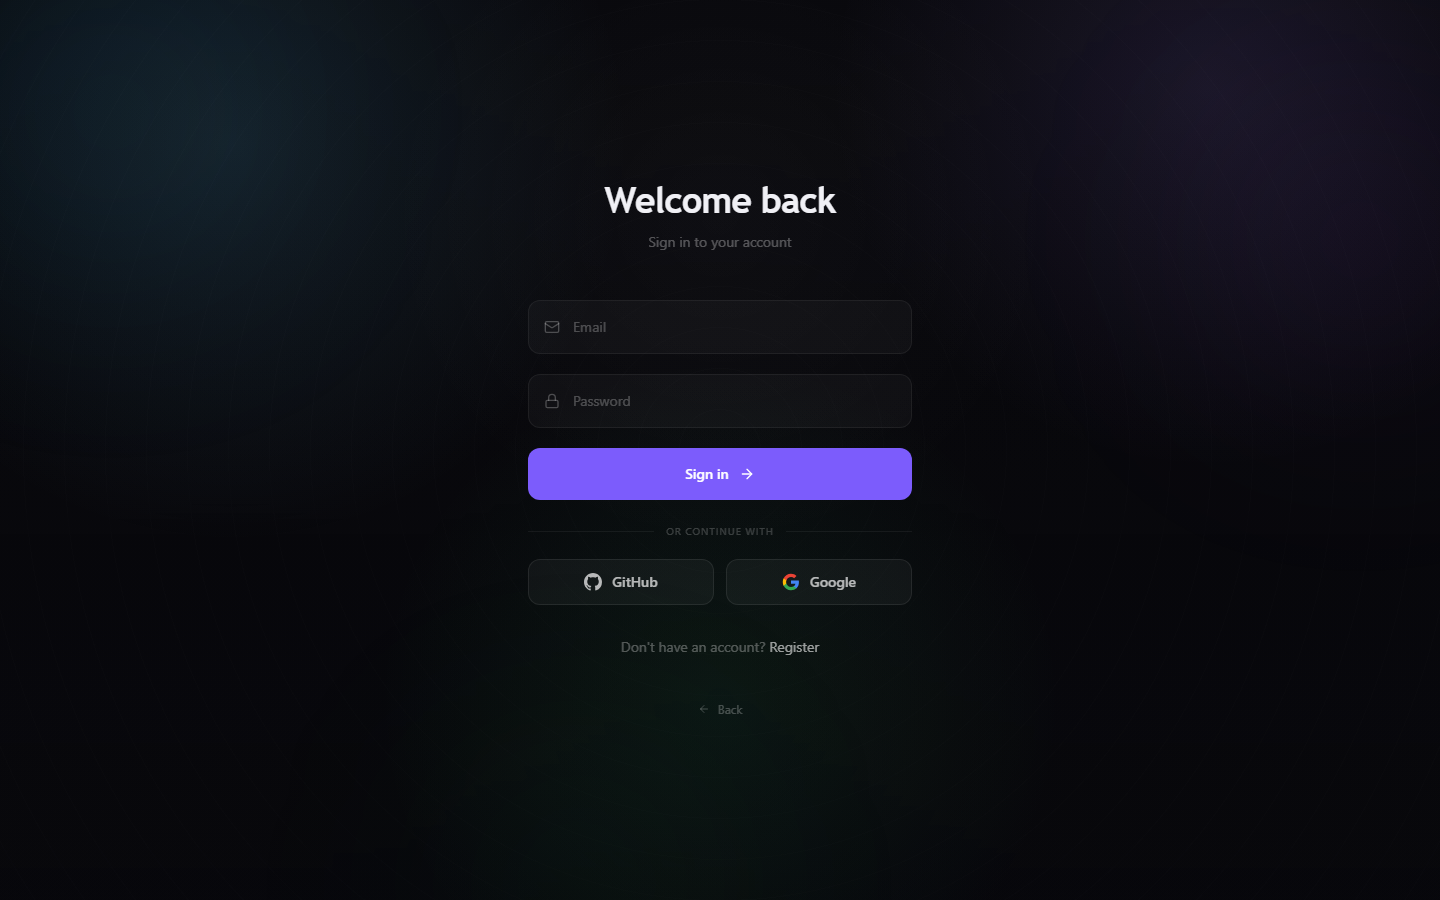 Welcome back
Sign in to your account
Email
Password
Sign in
OR CONTINUE WITH
GitHub
Google
Don't have an account? Register
Back